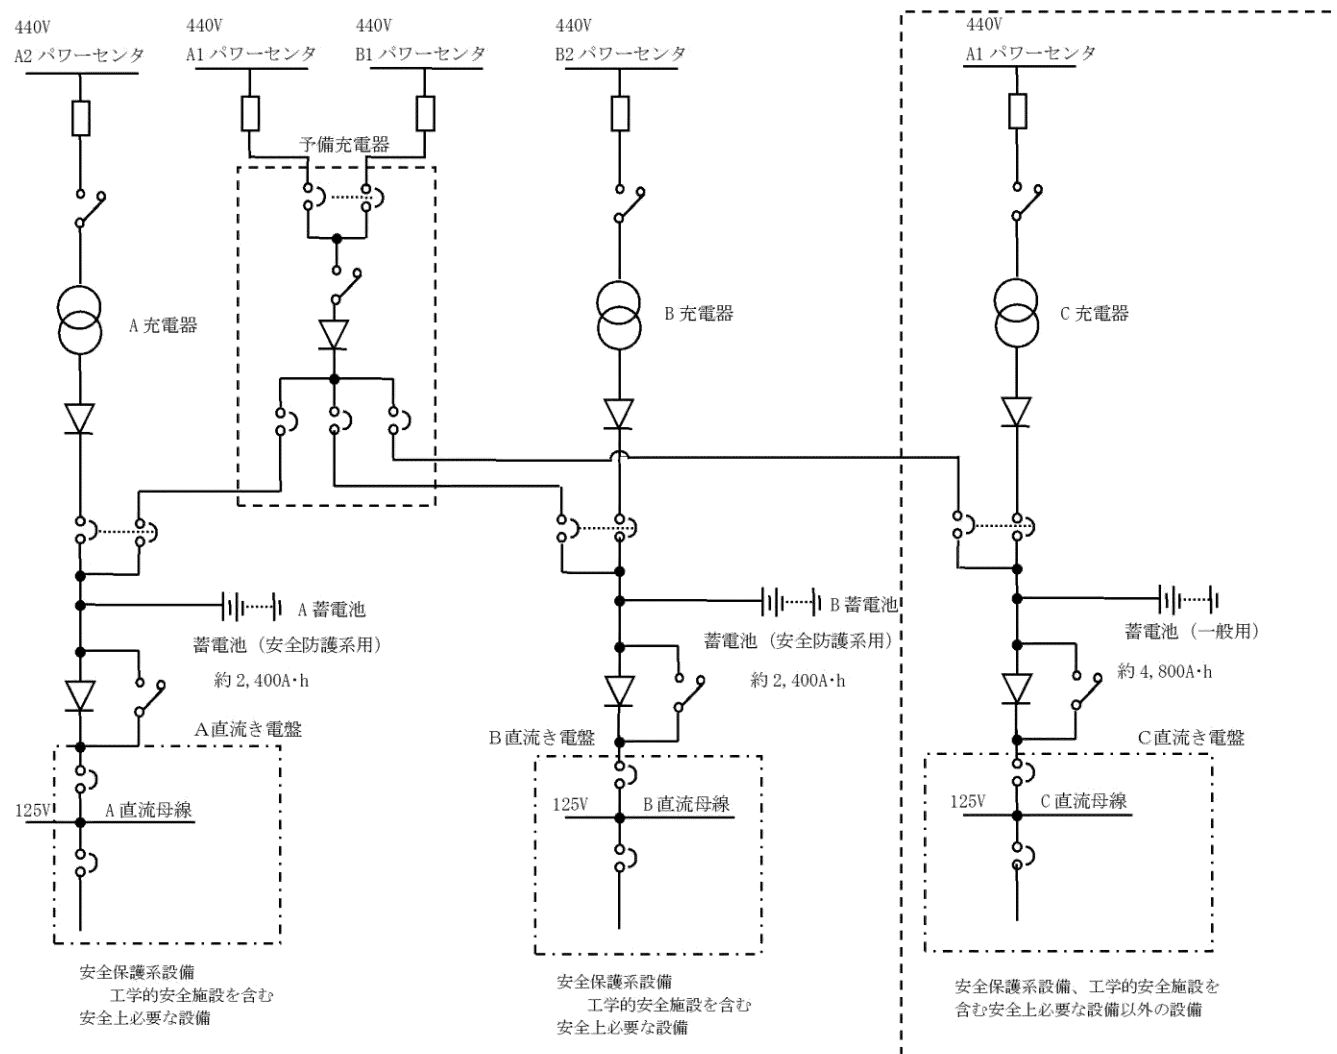 440V
A2 パワーセンタ
440V
A1 パワーセンタ
440V
B1 パワーセンタ
440V
B2 パワーセンタ
440V
A1 パワーセンタ
予備充電器
A 充電器
B 充電器
C 充電器
A 蓄電池
蓄電池（安全防護系用）
約 2,400A・h
B 蓄電池
蓄電池（安全防護系用）
約 2,400A・h
蓄電池（一般用）
約 4,800A・h
A直流き電盤
B直流き電盤
C直流き電盤
125V
A 直流母線
125V
B 直流母線
125V
C 直流母線
安全保護系設備
工学的安全施設を含む
安全上必要な設備
安全保護系設備
工学的安全施設を含む
安全上必要な設備
安全保護系設備、工学的安全施設を
含む安全上必要な設備以外の設備